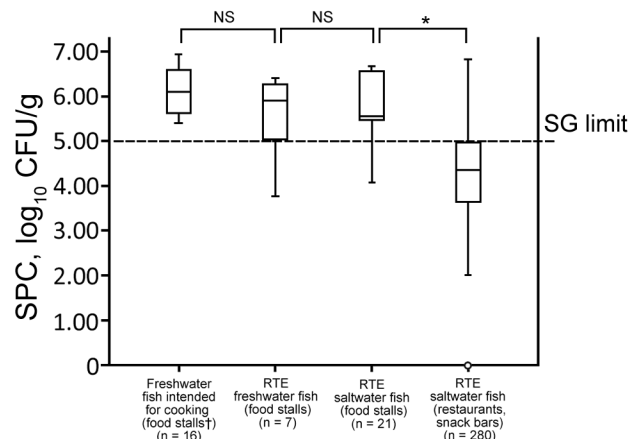 NS
NS
*
7.00
6.00
5.00
4.00
3.00
2.00
1.00
0
SPC, log10 CFU/g
SG limit
Freshwater
fish intended
for cooking
(food stalls†)
(n = 16)
RTE
freshwater fish
(food stalls)
(n = 7)
RTE
saltwater fish
(food stalls)
(n = 21)
RTE
saltwater fish
(restaurants,
snack bars)
(n = 280)